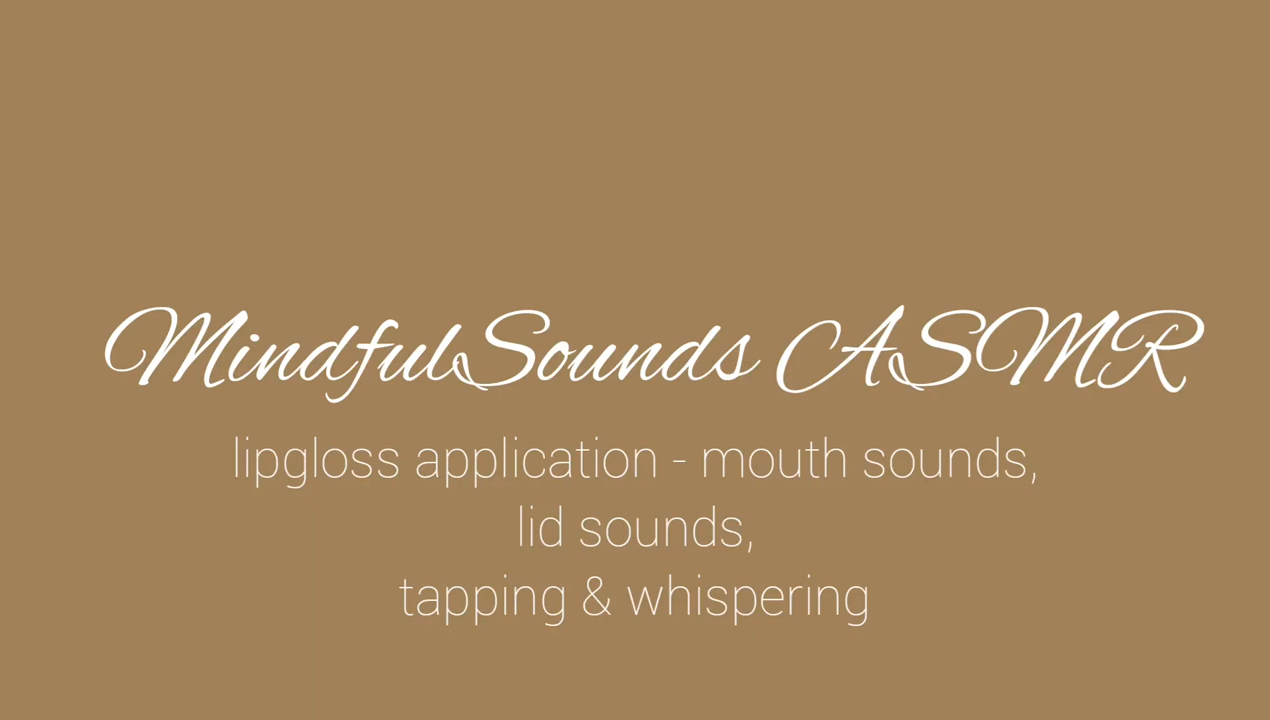 MindfulSounds ASMR
lipgloss application - mouth sounds,
lid sounds,
tapping & whispering